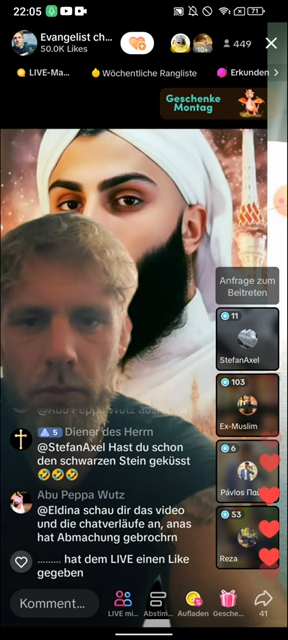 22:05
71
Evangelist ch...
50.0K Likes
10+
449
LIVE-Ma...
Wöchentliche Rangliste
Erkunden
Geschenke
Montag
Anfrage zum
Beitreten
11
StefanAxel
103
Ex-Muslim
6
Pávlos Παύ
53
Reza
5 Diener des Herrn
@StefanAxel Hast du schon
den schwarzen Stein geküsst
🤣🤣🤣
Abu Peppa Wutz
@Eldina schau dir das video
und die chatverläufe an, anas
hat Abmachung gebrochrn
......... hat dem LIVE einen Like
gegeben
Komment...
LIVE mi...
Abstim...
Aufladen
Gesche...
41